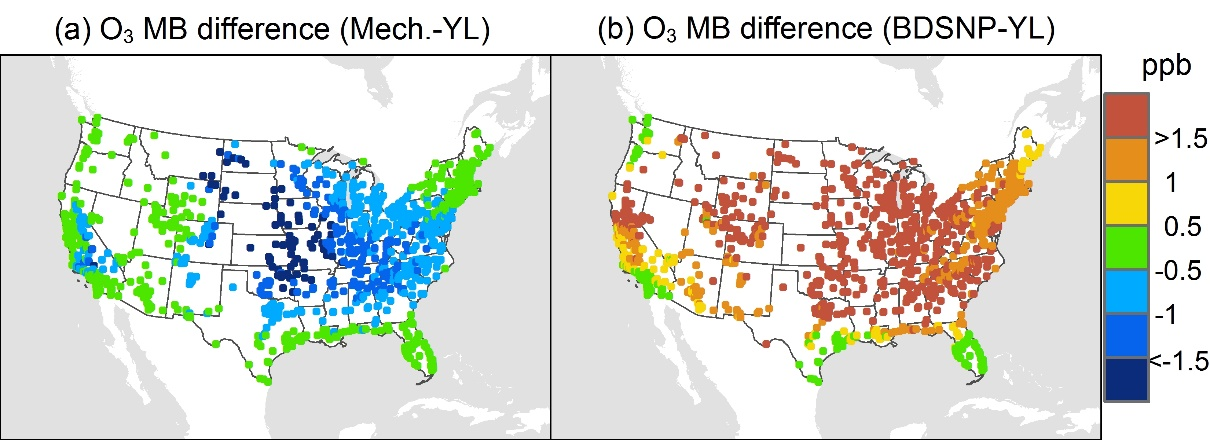 (a) O₃ MB difference (Mech.-YL)
(b) O₃ MB difference (BDSNP-YL)
ppb
>1.5
1
0.5
-0.5
-1
<-1.5